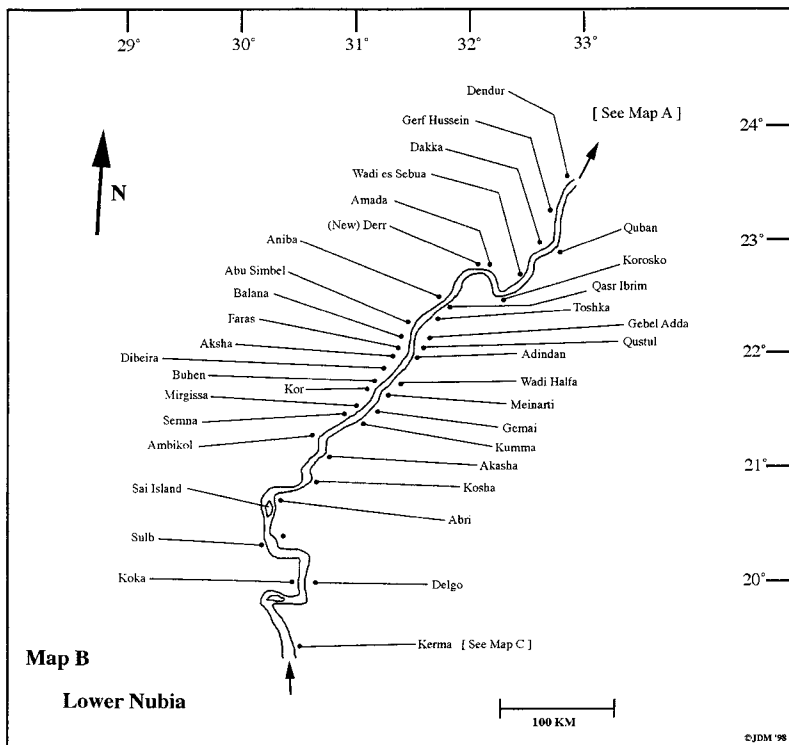 29°
30°
31°
32°
33°
Dendur
[ See Map A ]
24°
Gerf Hussein
Dakka
Wadi es Sebua
N
Amada
(New) Derr
Quban
23°
Aniba
Korosko
Abu Simbel
Qasr Ibrim
Balana
Toshka
Faras
Gebel Adda
Aksha
Qustul
22°
Dibeira
Adindan
Buhen
Kor
Wadi Halfa
Mirgissa
Meinarti
Semna
Gemai
Ambikol
Kumma
Akasha
21°
Sai Island
Kosha
Abri
Sulb
Koka
Delgo
20°
Kerma [ See Map C ]
Map B
Lower Nubia
100 KM
©JDM '98